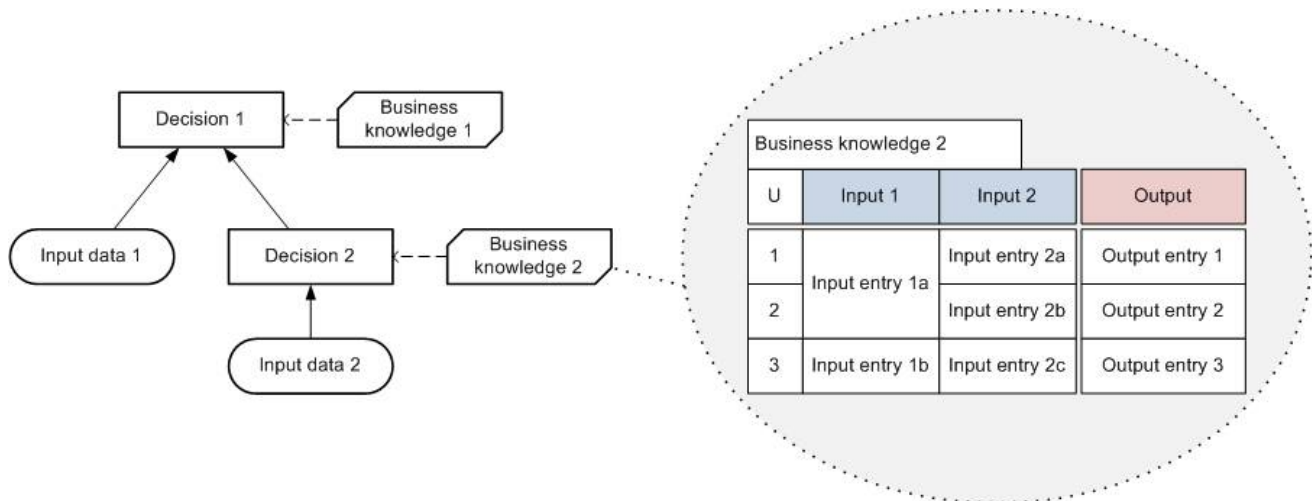 Decision 1
Business
knowledge 1
Input data 1
Decision 2
Business
knowledge 2
Input data 2
Business knowledge 2
U Input 1 Input 2 Output
1 Input entry 1a Input entry 2a Output entry 1
2 Input entry 2b Output entry 2
3 Input entry 1b Input entry 2c Output entry 3